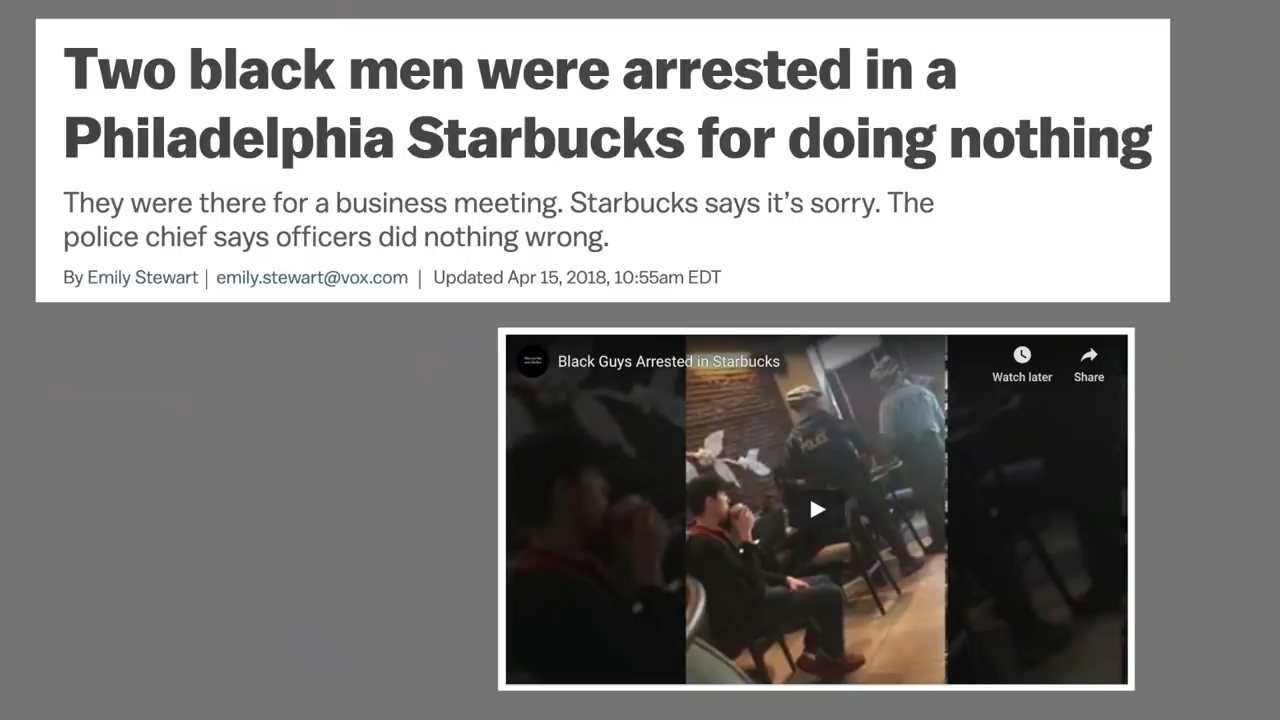 Two black men were arrested in a
Philadelphia Starbucks for doing nothing
They were there for a business meeting. Starbucks says it’s sorry. The
police chief says officers did nothing wrong.
By Emily Stewart | emily.stewart@vox.com | Updated Apr 15, 2018, 10:55am EDT
Black Guys Arrested in Starbucks
Watch later
Share
POLICE